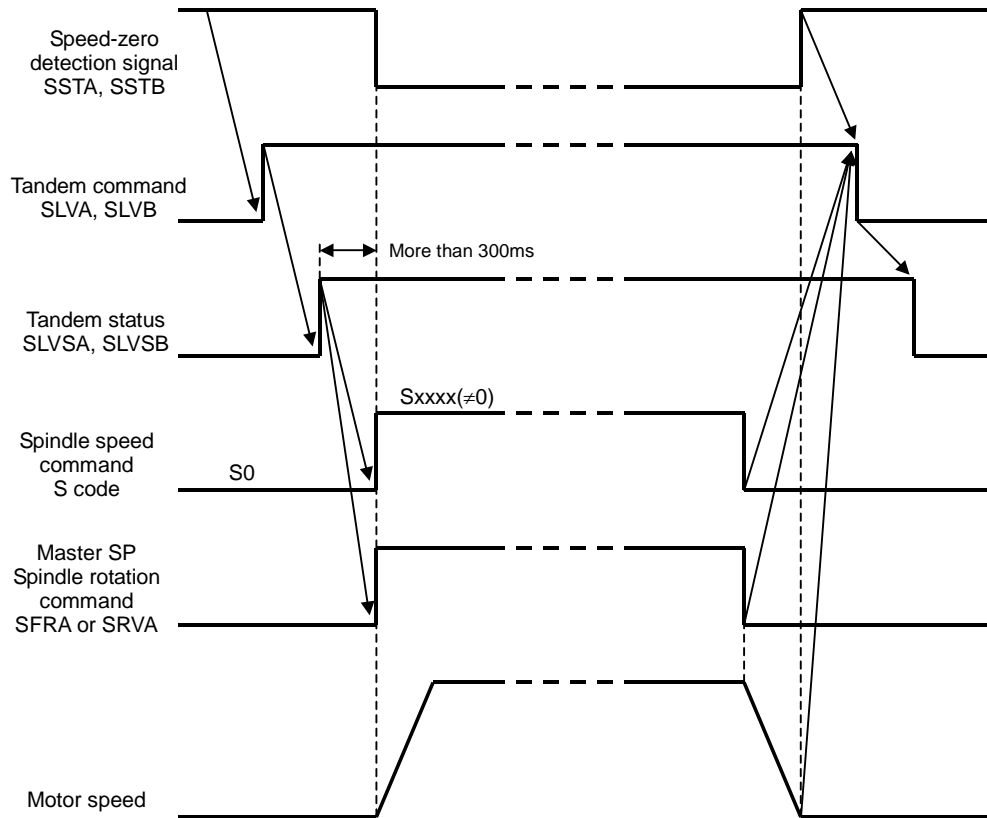 Speed-zero
detection signal
SSTA, SSTB
Tandem command
SLVA, SLVB
More than 300ms
Tandem status
SLVSA, SLVSB
Sxxxx(≠0)
Spindle speed
command
S code
S0
Master SP
Spindle rotation
command
SFRA or SRVA
Motor speed